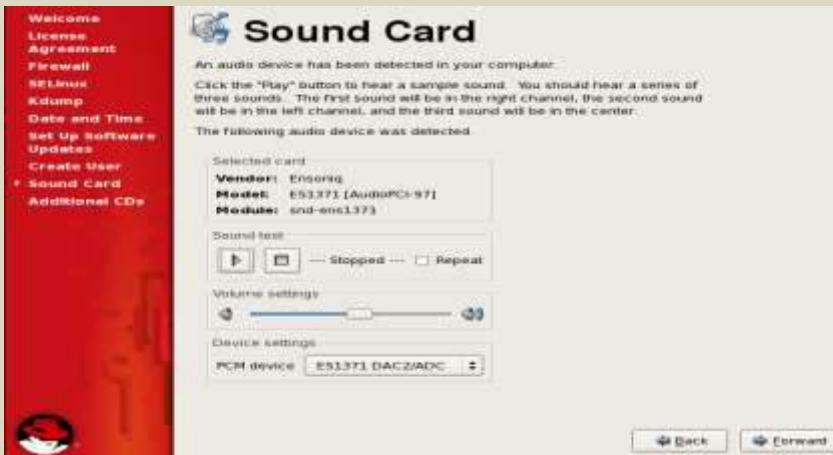 Welcome
License
Agreement
Firewall
SELinux
Kdump
Date and Time
Set Up Software
Updates
Create User
Sound Card
Additional CDs
Sound Card
An audio device has been detected in your computer.
Click the "Play" button to hear a sample sound. You should hear a series of
three sounds. The first sound will be in the right channel, the second sound
will be in the left channel, and the third sound will be in the center.
The following audio device was detected.
Selected card
Vendor: Ensoniq
Model: ES1371 [AudioPCI-97]
Module: snd-ens1371
Sound test
--- Stopped --- Repeat
Volume settings
Device settings
PCM device ES1371 DAC2/ADC
Back Forward